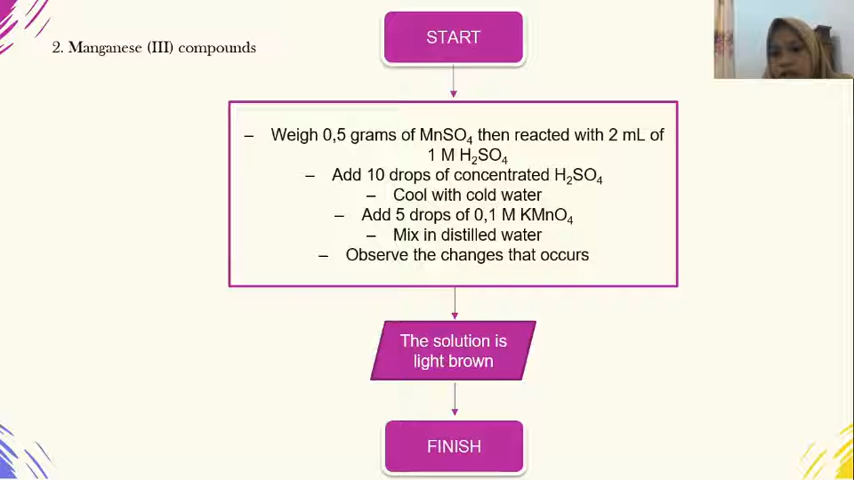 2. Manganese (III) compounds
START
– Weigh 0,5 grams of MnSO₄ then reacted with 2 mL of
1 M H₂SO₄
– Add 10 drops of concentrated H₂SO₄
– Cool with cold water
– Add 5 drops of 0,1 M KMnO₄
– Mix in distilled water
– Observe the changes that occurs
The solution is
light brown
FINISH